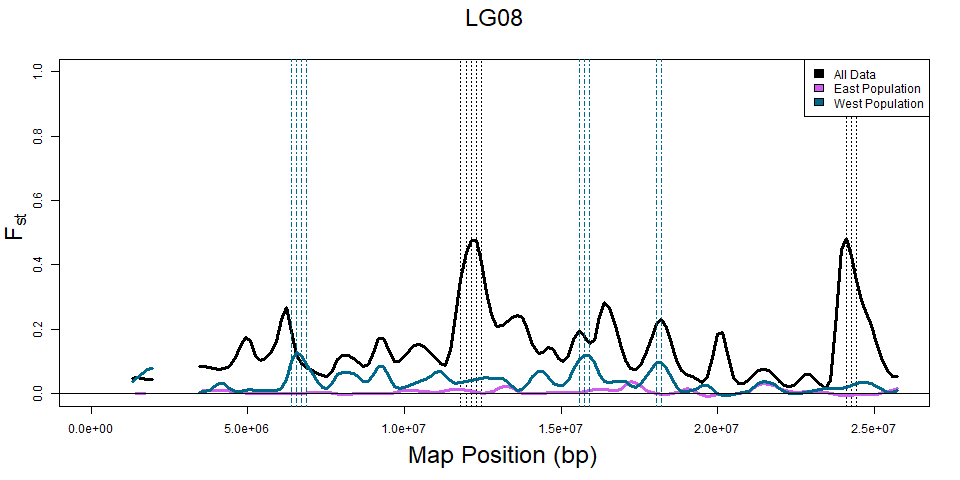 LG08
All Data
East Population
West Population
1.0
0.8
0.6
0.4
0.2
0.0
Fst
0.0e+00 5.0e+06 1.0e+07 1.5e+07 2.0e+07 2.5e+07
Map Position (bp)